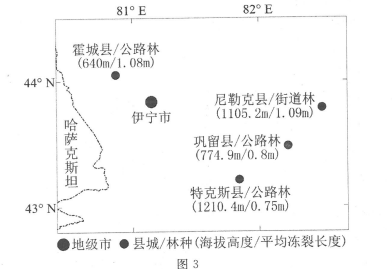 81° E
82° E
霍城县/公路林
(640m/1.08m)
44° N
伊宁市
尼勒克县/街道林
(1105.2m/1.09m)
哈萨克斯坦
巩留县/公路林
(774.9m/0.8m)
特克斯县/公路林
(1210.4m/0.75m)
43° N
地级市 县城/林种(海拔高度/平均冻裂长度)
图 3